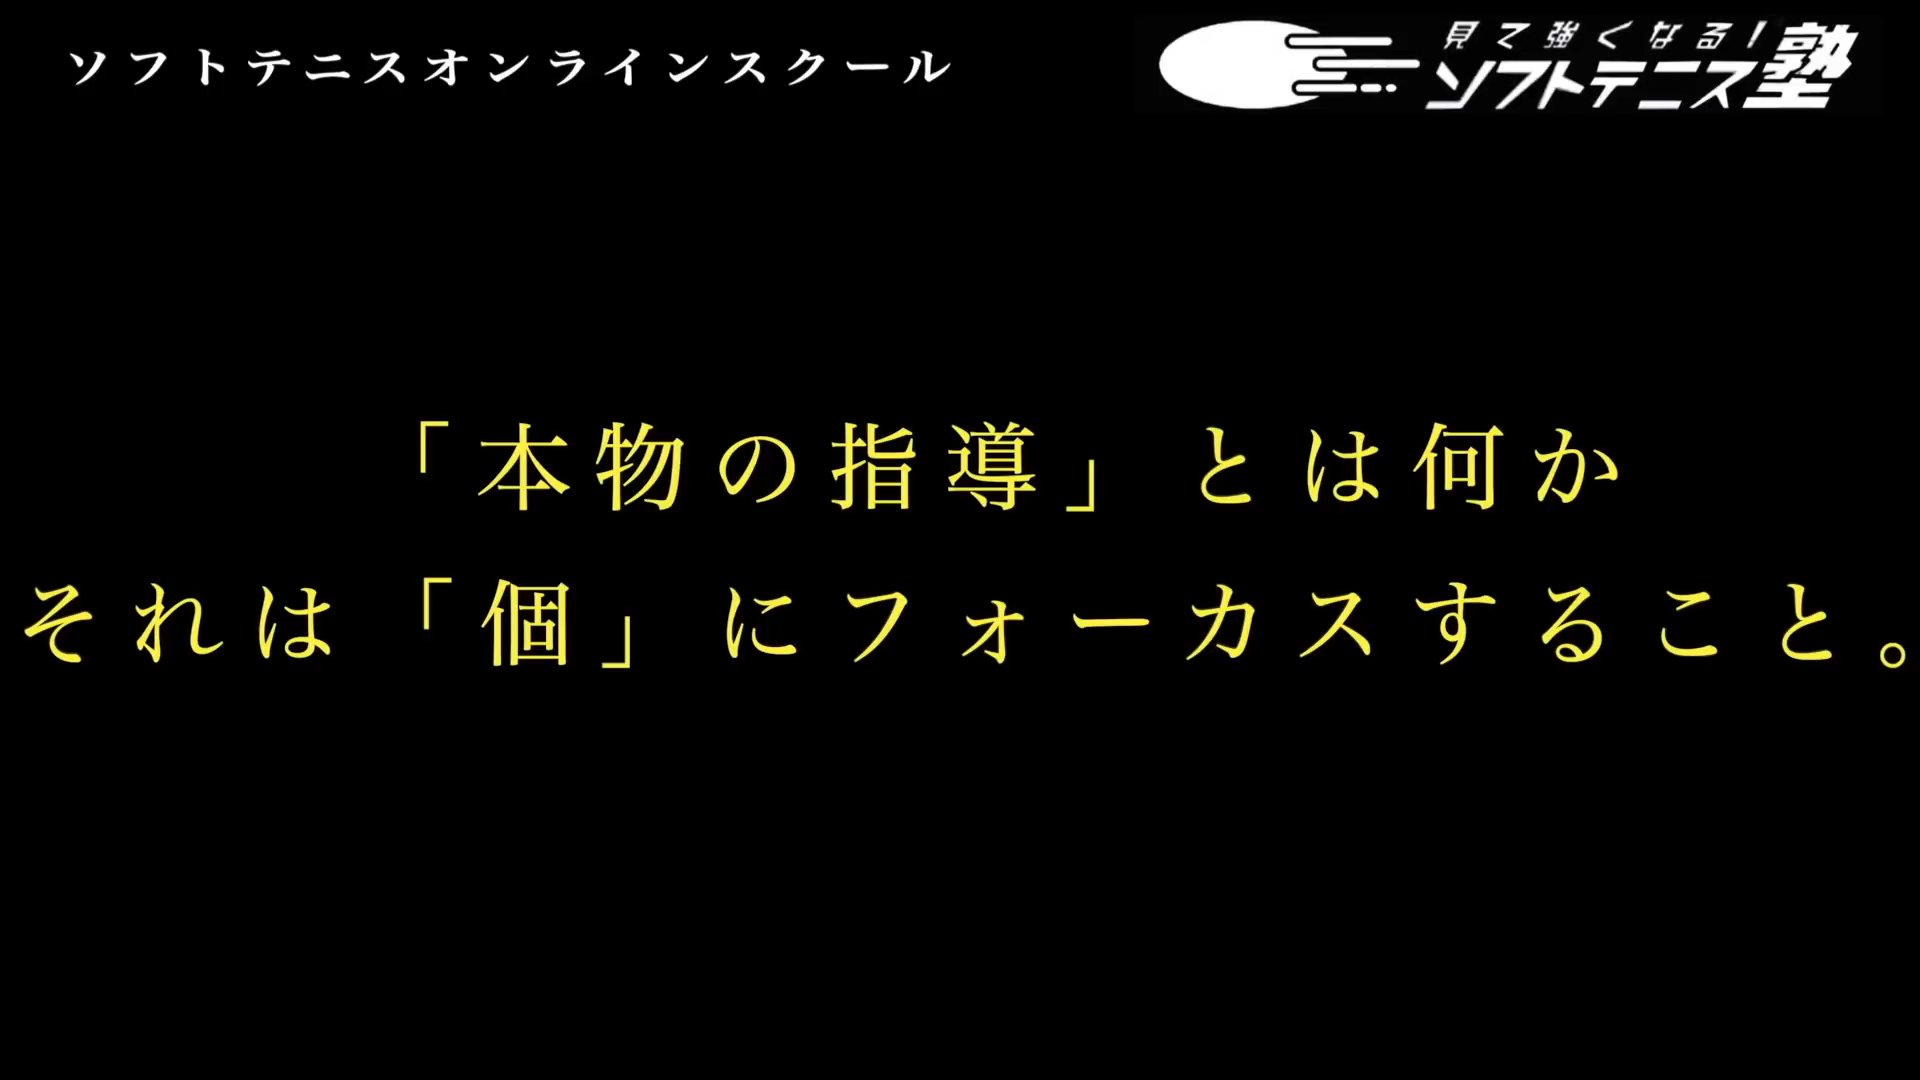 ソフトテニスオンラインスクール
見て強くなる!
ソフトテニス塾
「本物の指導」とは何か
それは「個」にフォーカスすること。